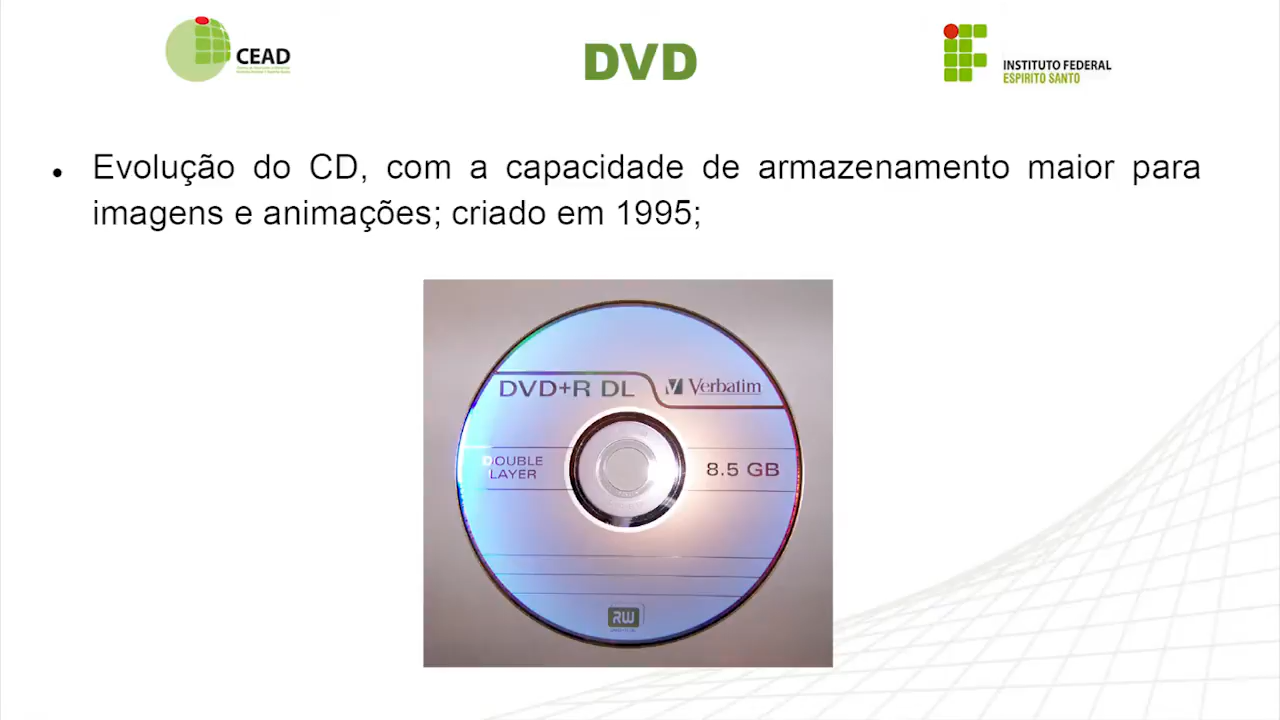 CEAD
DVD
INSTITUTO FEDERAL
ESPÍRITO SANTO
• Evolução do CD, com a capacidade de armazenamento maior para
imagens e animações; criado em 1995;
DVD+R DL
Verbatim
DOUBLE
LAYER
8.5 GB
RW